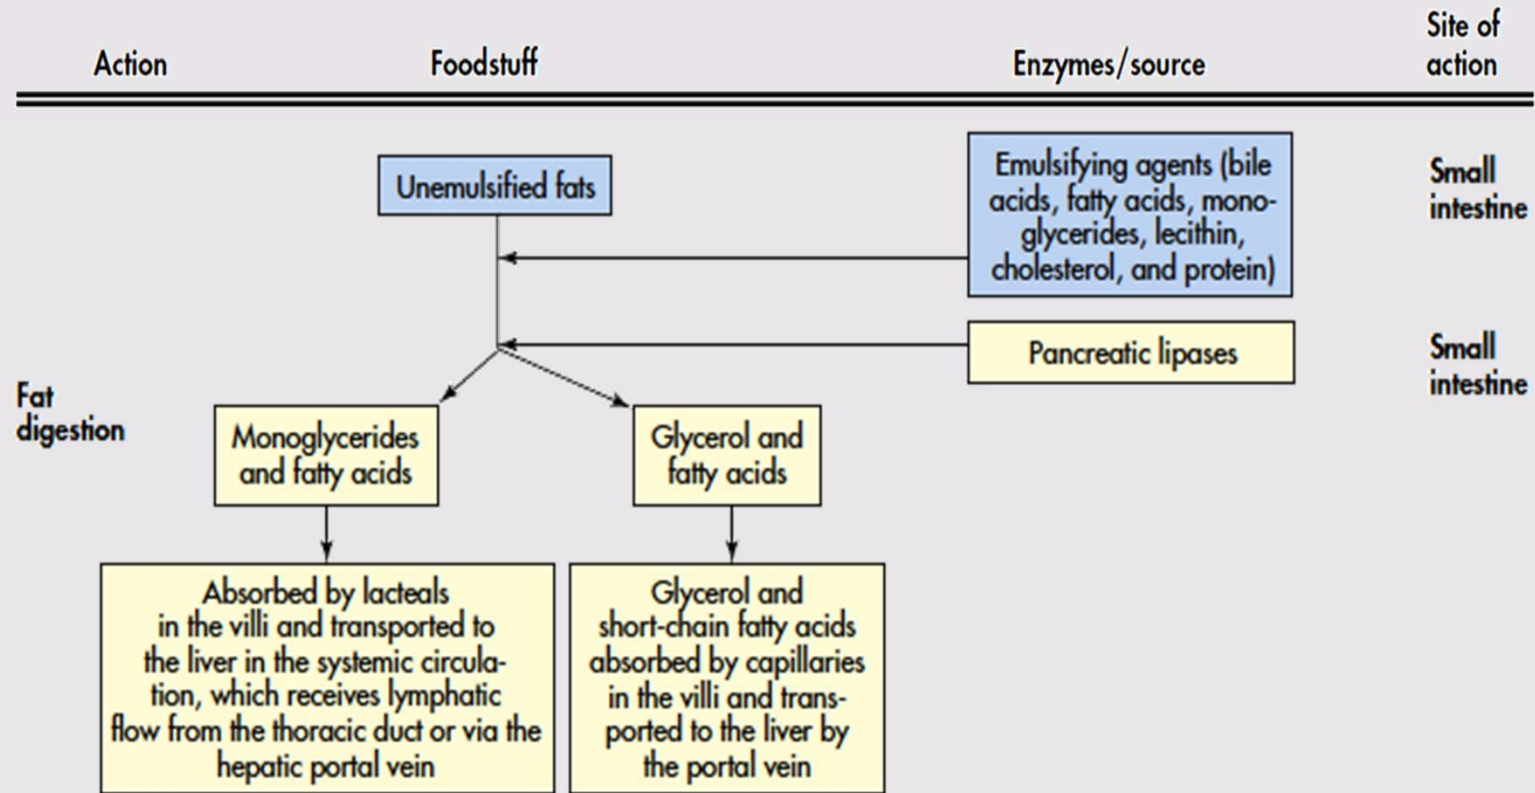 Action
Foodstuff
Enzymes/source
Site of
action
Unemulsified fats
Emulsifying agents (bile
acids, fatty acids, mono-
glycerides, lecithin,
cholesterol, and protein)
Small
intestine
Pancreatic lipases
Small
intestine
Fat
digestion
Monoglycerides
and fatty acids
Glycerol and
fatty acids
Absorbed by lacteals
in the villi and transported to
the liver in the systemic circula-
tion, which receives lymphatic
flow from the thoracic duct or via the
hepatic portal vein
Glycerol and
short-chain fatty acids
absorbed by capillaries
in the villi and trans-
ported to the liver by
the portal vein